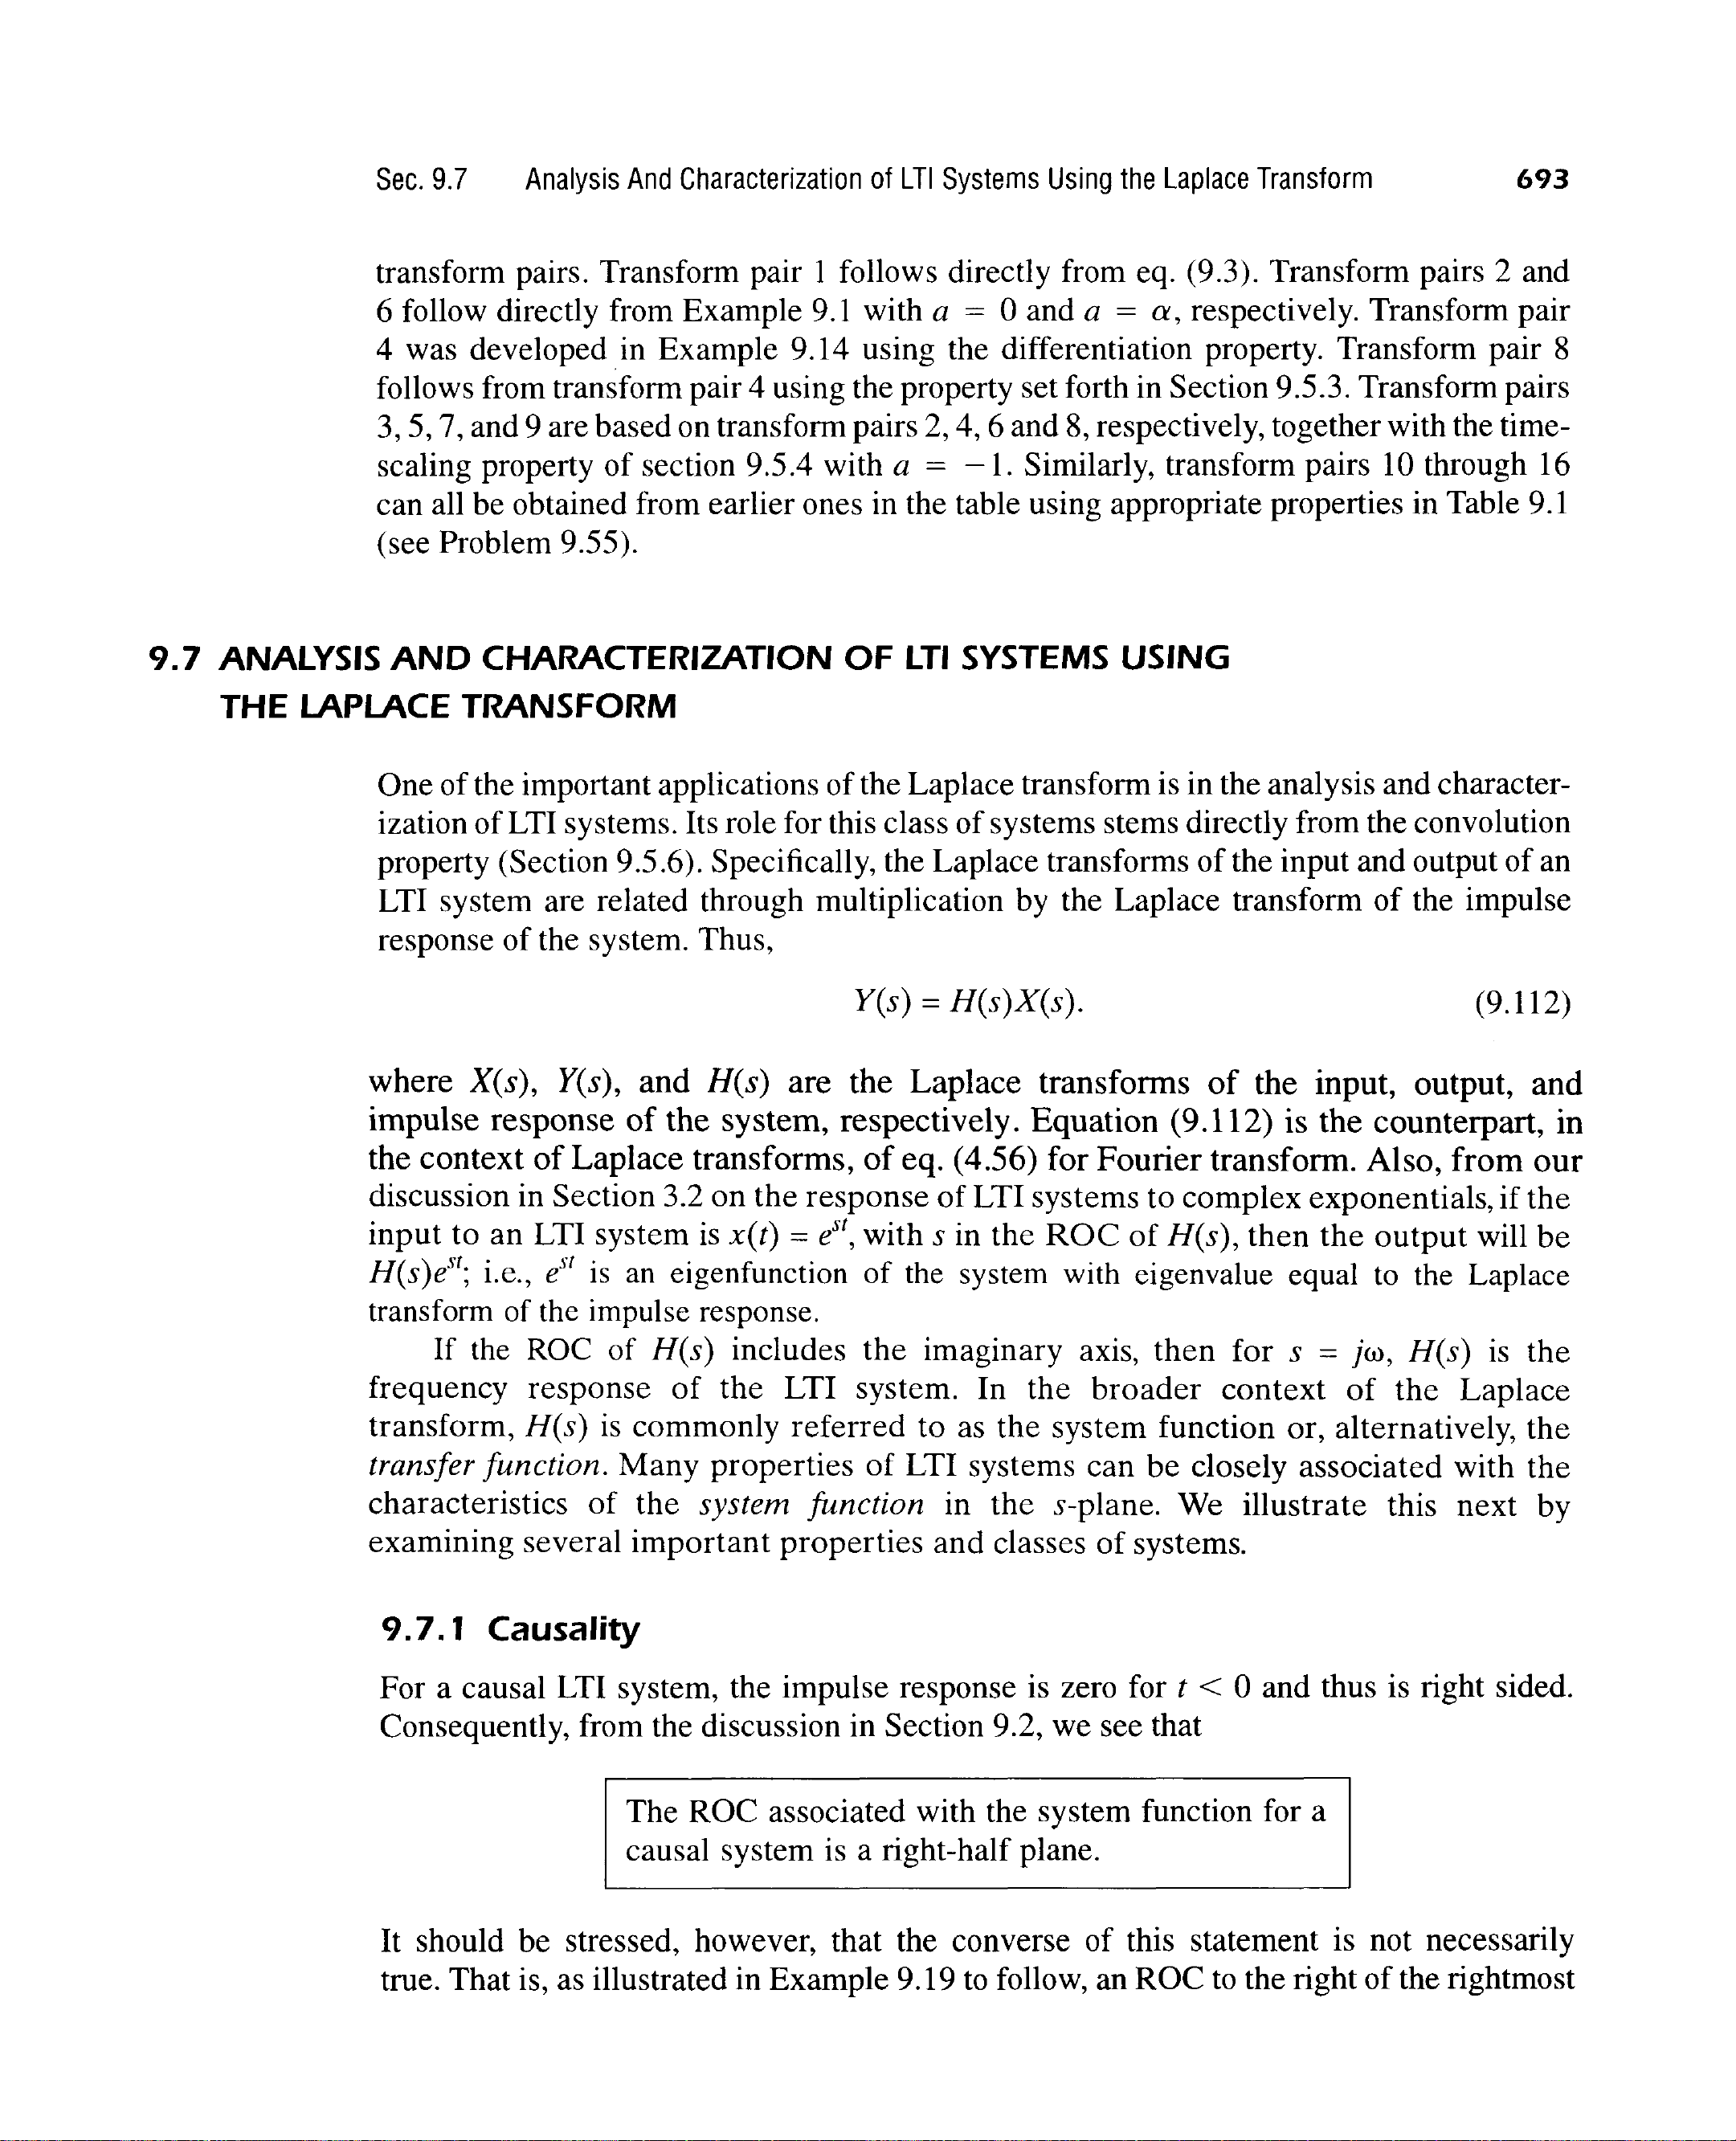 Sec. 9.7 Analysis And Characterization of LTI Systems Using the Laplace Transform 693
transform pairs. Transform pair 1 follows directly from eq. (9.3). Transform pairs 2 and
6 follow directly from Example 9.1 with a = 0 and a = α, respectively. Transform pair
4 was developed in Example 9.14 using the differentiation property. Transform pair 8
follows from transform pair 4 using the property set forth in Section 9.5.3. Transform pairs
3, 5, 7, and 9 are based on transform pairs 2, 4, 6 and 8, respectively, together with the time-
scaling property of section 9.5.4 with a = −1. Similarly, transform pairs 10 through 16
can all be obtained from earlier ones in the table using appropriate properties in Table 9.1
(see Problem 9.55).
9.7 ANALYSIS AND CHARACTERIZATION OF LTI SYSTEMS USING
THE LAPLACE TRANSFORM
One of the important applications of the Laplace transform is in the analysis and character-
ization of LTI systems. Its role for this class of systems stems directly from the convolution
property (Section 9.5.6). Specifically, the Laplace transforms of the input and output of an
LTI system are related through multiplication by the Laplace transform of the impulse
response of the system. Thus,
Y(s) = H(s)X(s). (9.112)
where X(s), Y(s), and H(s) are the Laplace transforms of the input, output, and
impulse response of the system, respectively. Equation (9.112) is the counterpart, in
the context of Laplace transforms, of eq. (4.56) for Fourier transform. Also, from our
discussion in Section 3.2 on the response of LTI systems to complex exponentials, if the
input to an LTI system is x(t) = e^{st}, with s in the ROC of H(s), then the output will be
H(s)e^{st}; i.e., e^{st} is an eigenfunction of the system with eigenvalue equal to the Laplace
transform of the impulse response.
If the ROC of H(s) includes the imaginary axis, then for s = jω, H(s) is the
frequency response of the LTI system. In the broader context of the Laplace
transform, H(s) is commonly referred to as the system function or, alternatively, the
transfer function. Many properties of LTI systems can be closely associated with the
characteristics of the system function in the s-plane. We illustrate this next by
examining several important properties and classes of systems.
9.7.1 Causality
For a causal LTI system, the impulse response is zero for t < 0 and thus is right sided.
Consequently, from the discussion in Section 9.2, we see that
The ROC associated with the system function for a
causal system is a right-half plane.
It should be stressed, however, that the converse of this statement is not necessarily
true. That is, as illustrated in Example 9.19 to follow, an ROC to the right of the rightmost